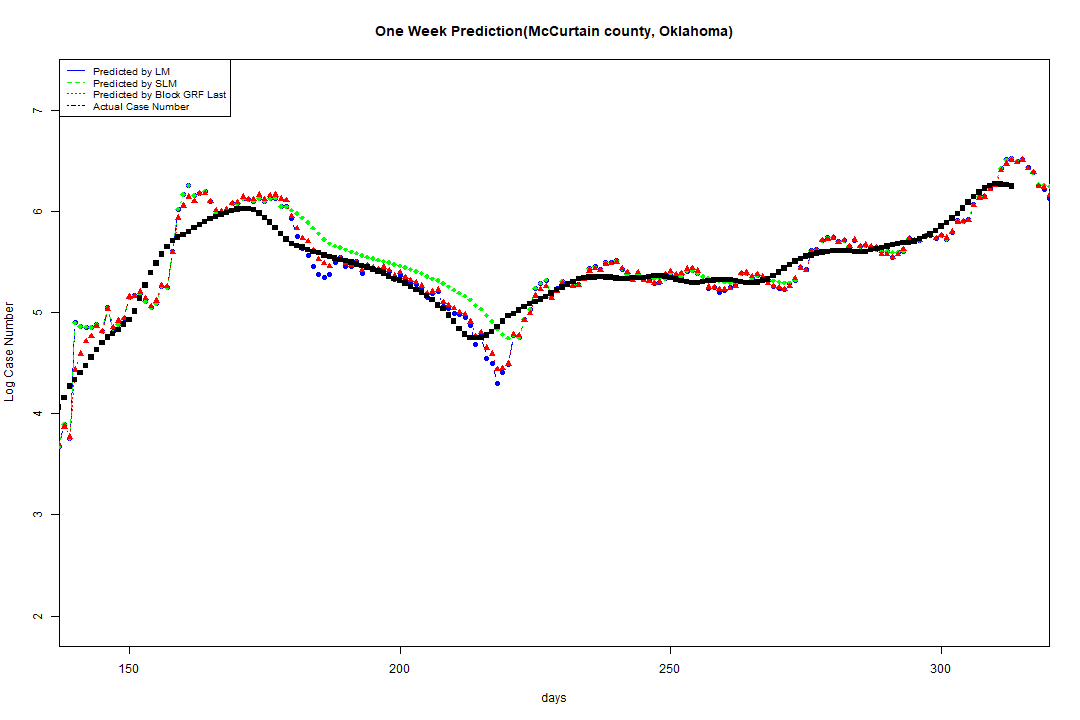 One Week Prediction(McCurtain county, Oklahoma)
Predicted by LM
Predicted by SLM
Predicted by Block GRF Last
Actual Case Number
7
6
5
4
3
2
Log Case Number
150 200 250 300
days